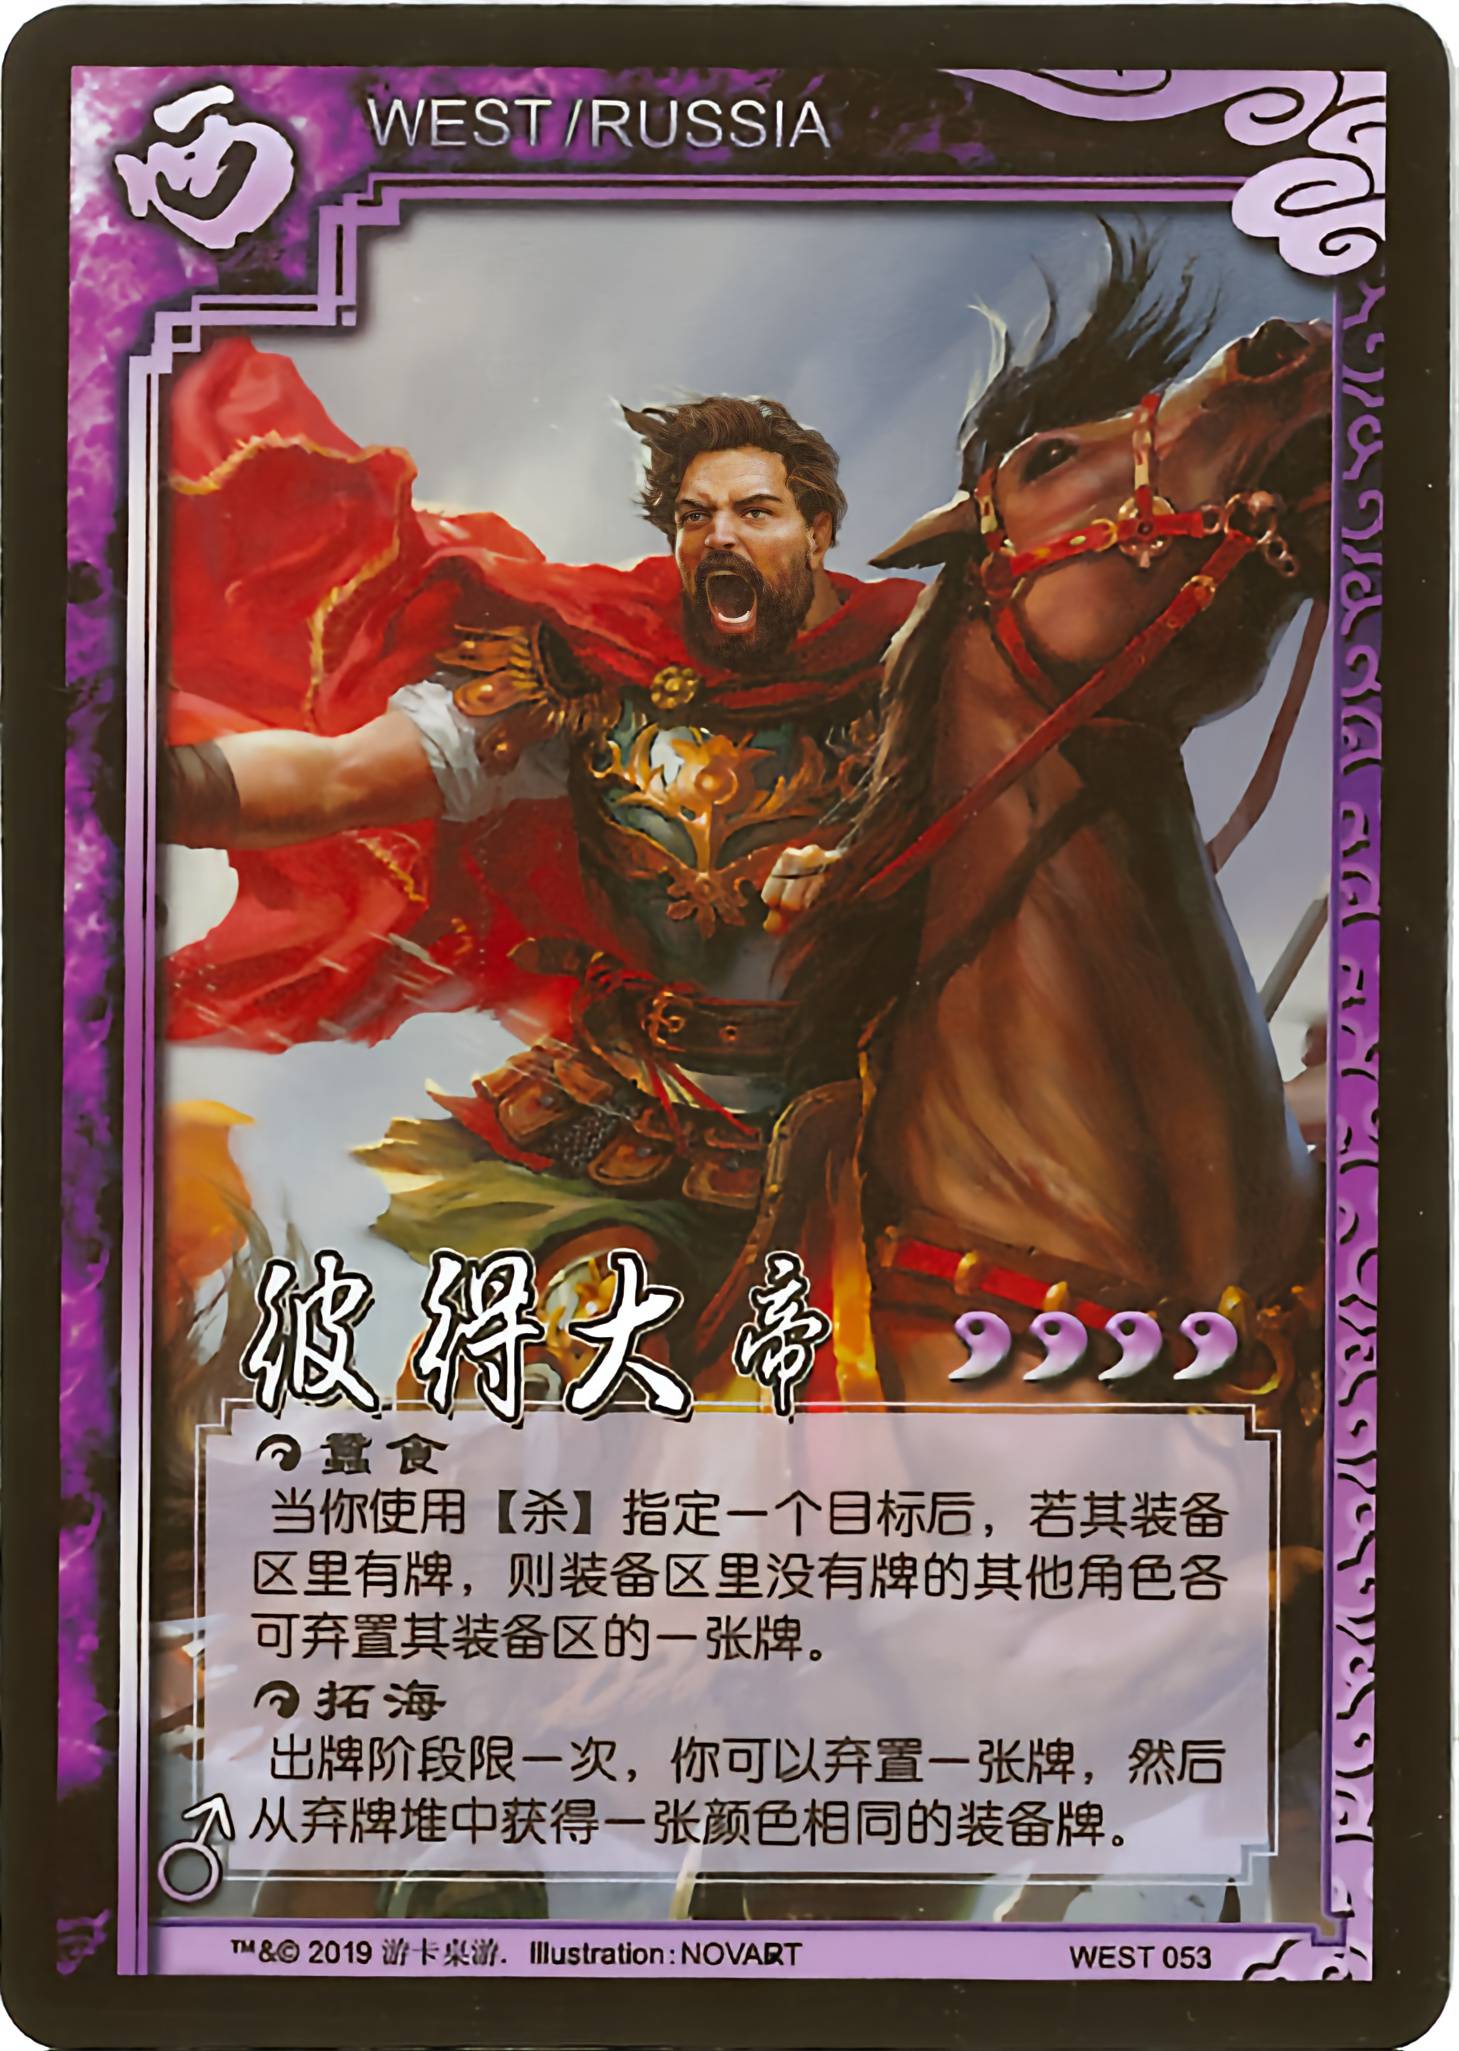 西
WEST/RUSSIA
彼得大帝
蚕食
当你使用【杀】指定一个目标后，若其装备
区里有牌，则装备区里没有牌的其他角色各
可弃置其装备区的一张牌。
拓海
出牌阶段限一次，你可以弃置一张牌，然后
从弃牌堆中获得一张颜色相同的装备牌。
™&© 2019 游卡桌游. Illustration:NOVART
WEST 053